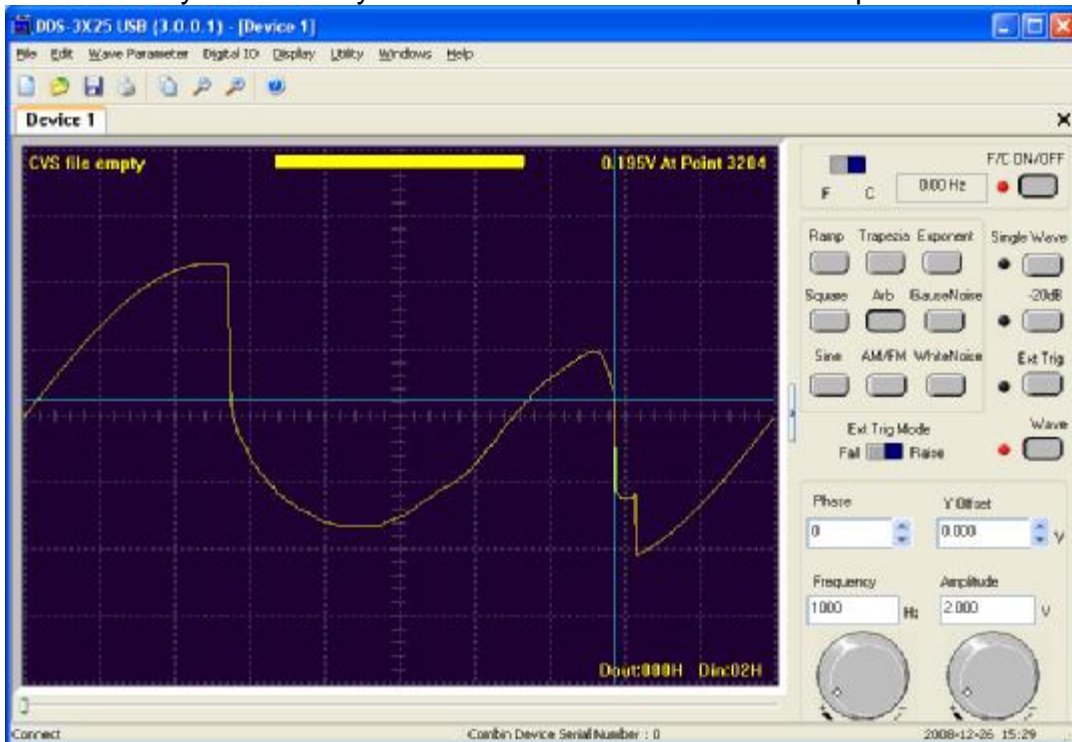 DDS-3X25 USB (3.0.0.1) - [Device 1]
File Edit Wave Parameter Digital IO Display Utility Windows Help
Device 1
CVS file empty
0.195V At Point 3204
F/C ON/OFF
F C 0.00 Hz
Ramp Trapezia Exponent Single Wave
Square Arb GauseNoise -20dB
Sine AM/FM WhiteNoise Ext Trig
Ext Trig Mode Wave
Fall Raise
Phase Y Offset
0 0.000 V
Frequency Amplitude
1000 Hz 2.000 V
Dout:000H Din:02H
Connect Combin Device Serial Number : 0 2008-12-26 15:29